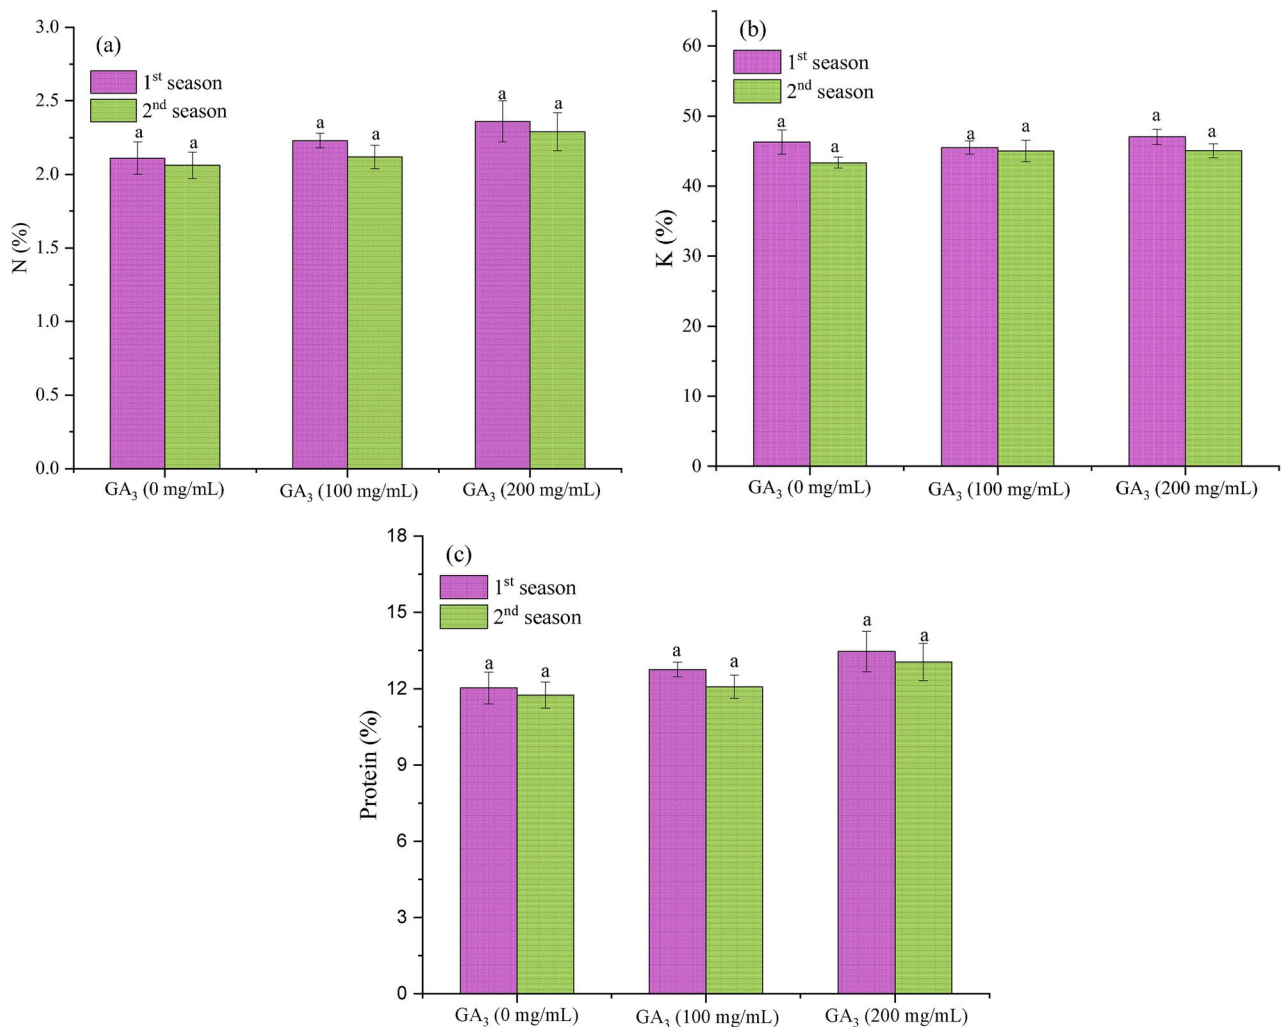 (a)
1st season
2nd season
N (%)
3.0
2.5
2.0
1.5
1.0
0.5
0.0
a a a a a a
GA3 (0 mg/mL) GA3 (100 mg/mL) GA3 (200 mg/mL)
(b)
1st season
2nd season
K (%)
60
50
40
30
20
10
0
a a a a a a
GA3 (0 mg/mL) GA3 (100 mg/mL) GA3 (200 mg/mL)
(c)
1st season
2nd season
Protein (%)
18
15
12
9
6
3
0
a a a a a a
GA3 (0 mg/mL) GA3 (100 mg/mL) GA3 (200 mg/mL)